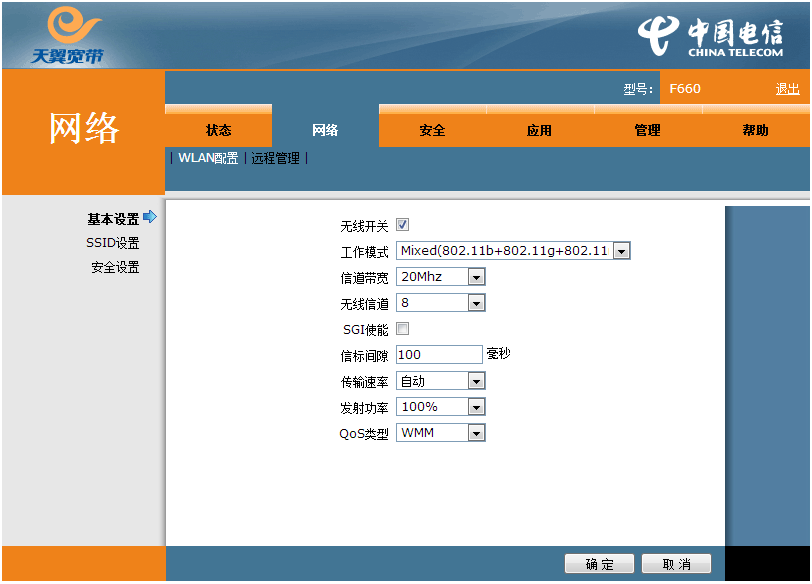 天翼宽带
中国电信
CHINA TELECOM
型号： F660 退出
网络
状态 网络 安全 应用 管理 帮助
| WLAN配置 | 远程管理 |
基本设置
SSID设置
安全设置
无线开关
工作模式 Mixed(802.11b+802.11g+802.11
信道带宽 20Mhz
无线信道 8
SGI使能
信标间隙 100 毫秒
传输速率 自动
发射功率 100%
QoS类型 WMM
确 定 取 消